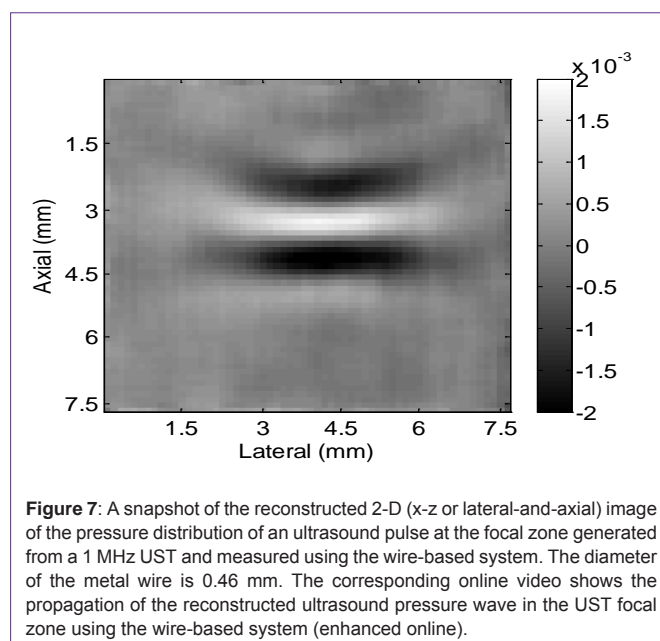 x 10-3
2
1.5
1
0.5
0
-0.5
-1
-1.5
-2
1.5
3
4.5
6
7.5
Axial (mm)
1.5 3 4.5 6 7.5
Lateral (mm)
Figure 7: A snapshot of the reconstructed 2-D (x-z or lateral-and-axial) image
of the pressure distribution of an ultrasound pulse at the focal zone generated
from a 1 MHz UST and measured using the wire-based system. The diameter
of the metal wire is 0.46 mm. The corresponding online video shows the
propagation of the reconstructed ultrasound pressure wave in the UST focal
zone using the wire-based system (enhanced online).